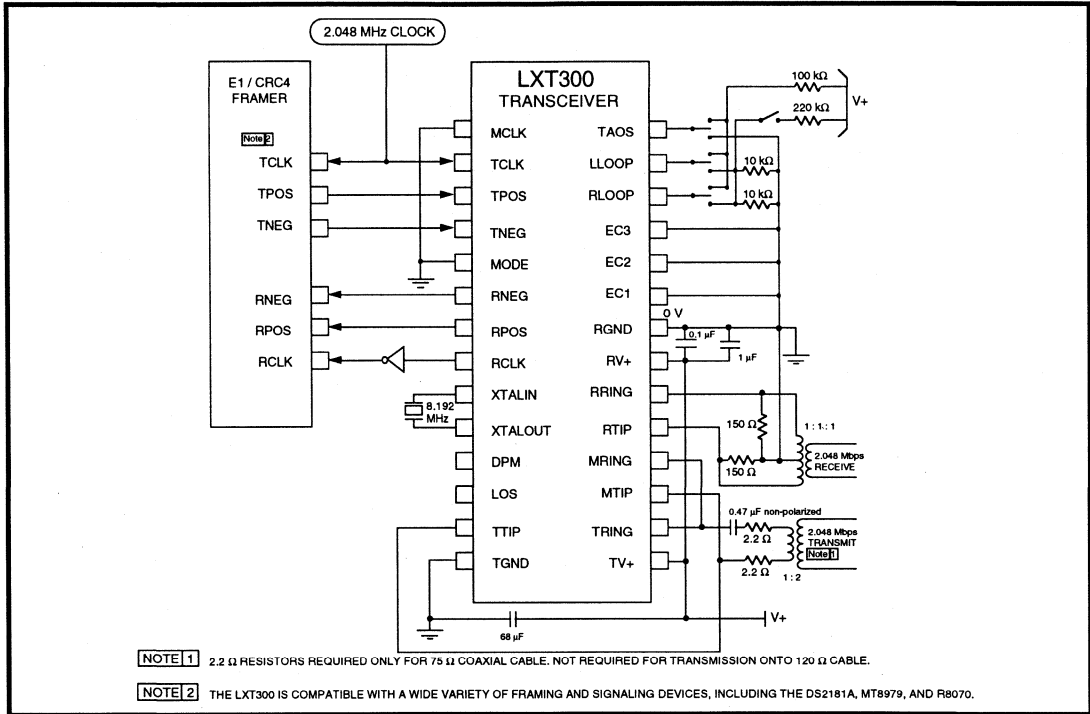 2.048 MHz CLOCK
E1 / CRC4
FRAMER
Note 2
TCLK
TPOS
TNEG
RNEG
RPOS
RCLK
LXT300
TRANSCEIVER
MCLK
TCLK
TPOS
TNEG
MODE
RNEG
RPOS
RCLK
XTALIN
XTALOUT
DPM
LOS
TTIP
TGND
TAOS
LLOOP
RLOOP
EC3
EC2
EC1
RGND
RV+
RRING
RTIP
MRING
MTIP
TRING
TV+
8.192
MHz
100 kΩ
220 kΩ
V+
10 kΩ
10 kΩ
0 V
0.1 µF
1 µF
150 Ω
150 Ω
1 : 1 : 1
2.048 Mbps
RECEIVE
0.47 µF non-polarized
2.2 Ω
2.2 Ω
1 : 2
2.048 Mbps
TRANSMIT
Note 1
68 µF
V+
NOTE 1 2.2 Ω RESISTORS REQUIRED ONLY FOR 75 Ω COAXIAL CABLE. NOT REQUIRED FOR TRANSMISSION ONTO 120 Ω CABLE.
NOTE 2 THE LXT300 IS COMPATIBLE WITH A WIDE VARIETY OF FRAMING AND SIGNALING DEVICES, INCLUDING THE DS2181A, MT8979, AND R8070.